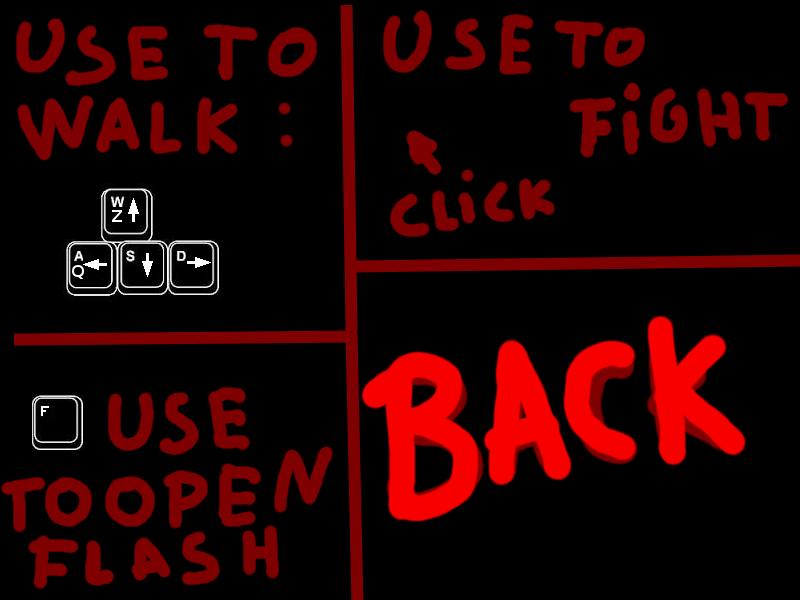 USE TO
WALK :
W
Z
A
Q
S
D
USE TO
FiGHT
CLiCK
F
USE
TOOPEN
FLASH
BACK